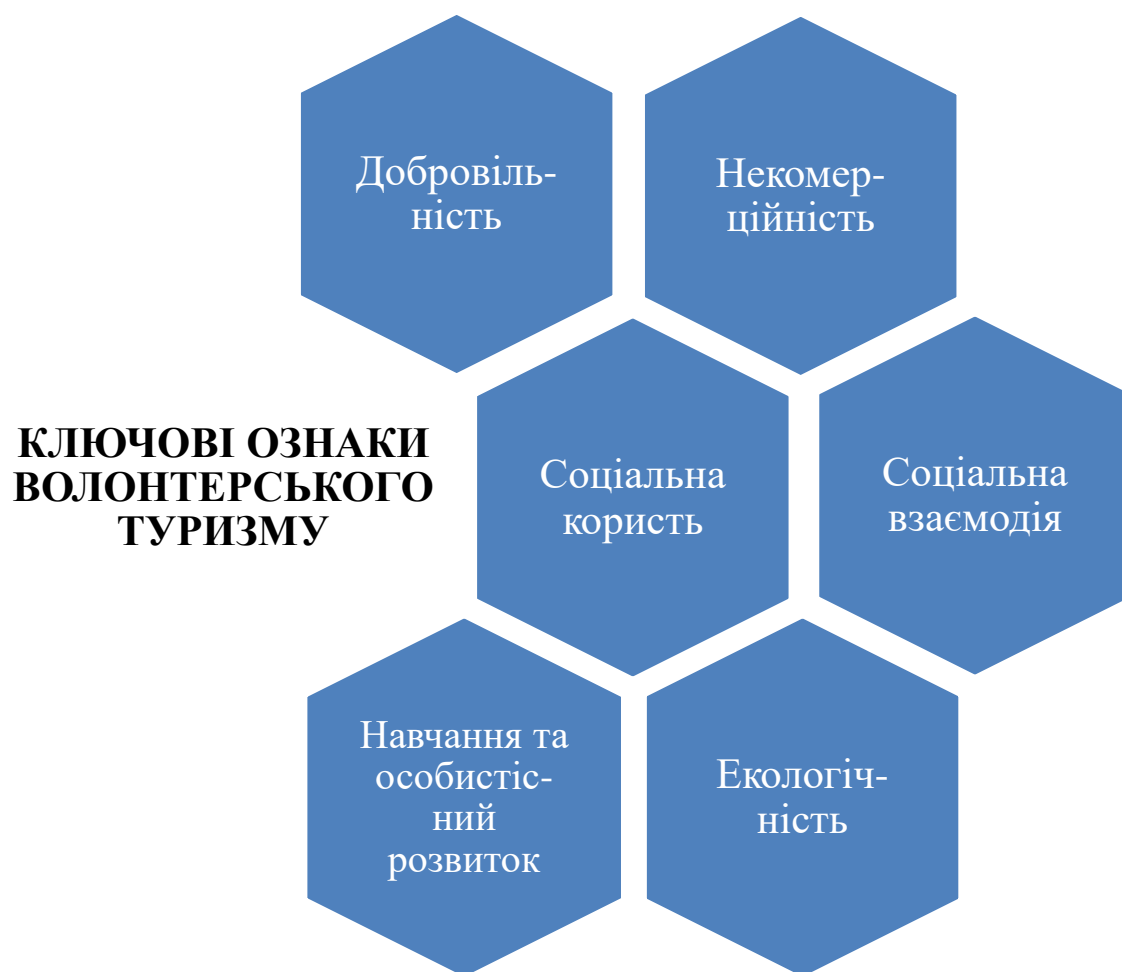 Добровіль-
ність
Некомер-
ційність
КЛЮЧОВІ ОЗНАКИ
ВОЛОНТЕРСЬКОГО
ТУРИЗМУ
Соціальна
користь
Соціальна
взаємодія
Навчання та
особистіс-
ний
розвиток
Екологіч-
ність